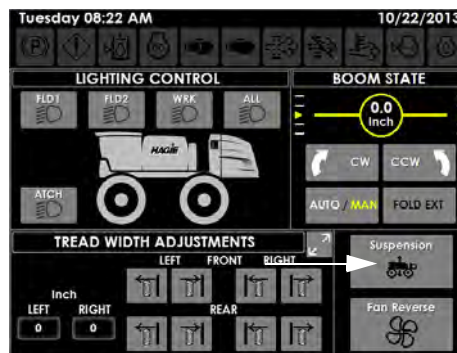 Tuesday 08:22 AM 10/22/2013
LIGHTING CONTROL
BOOM STATE
FLD1 FLD2 WRK ALL
0.0
Inch
HAGIE
CW CCW
ATCH
AUTO / MAN FOLD EXT
TREAD WIDTH ADJUSTMENTS
Suspension
LEFT FRONT RIGHT
Inch
LEFT RIGHT
REAR
0 0
Fan Reverse